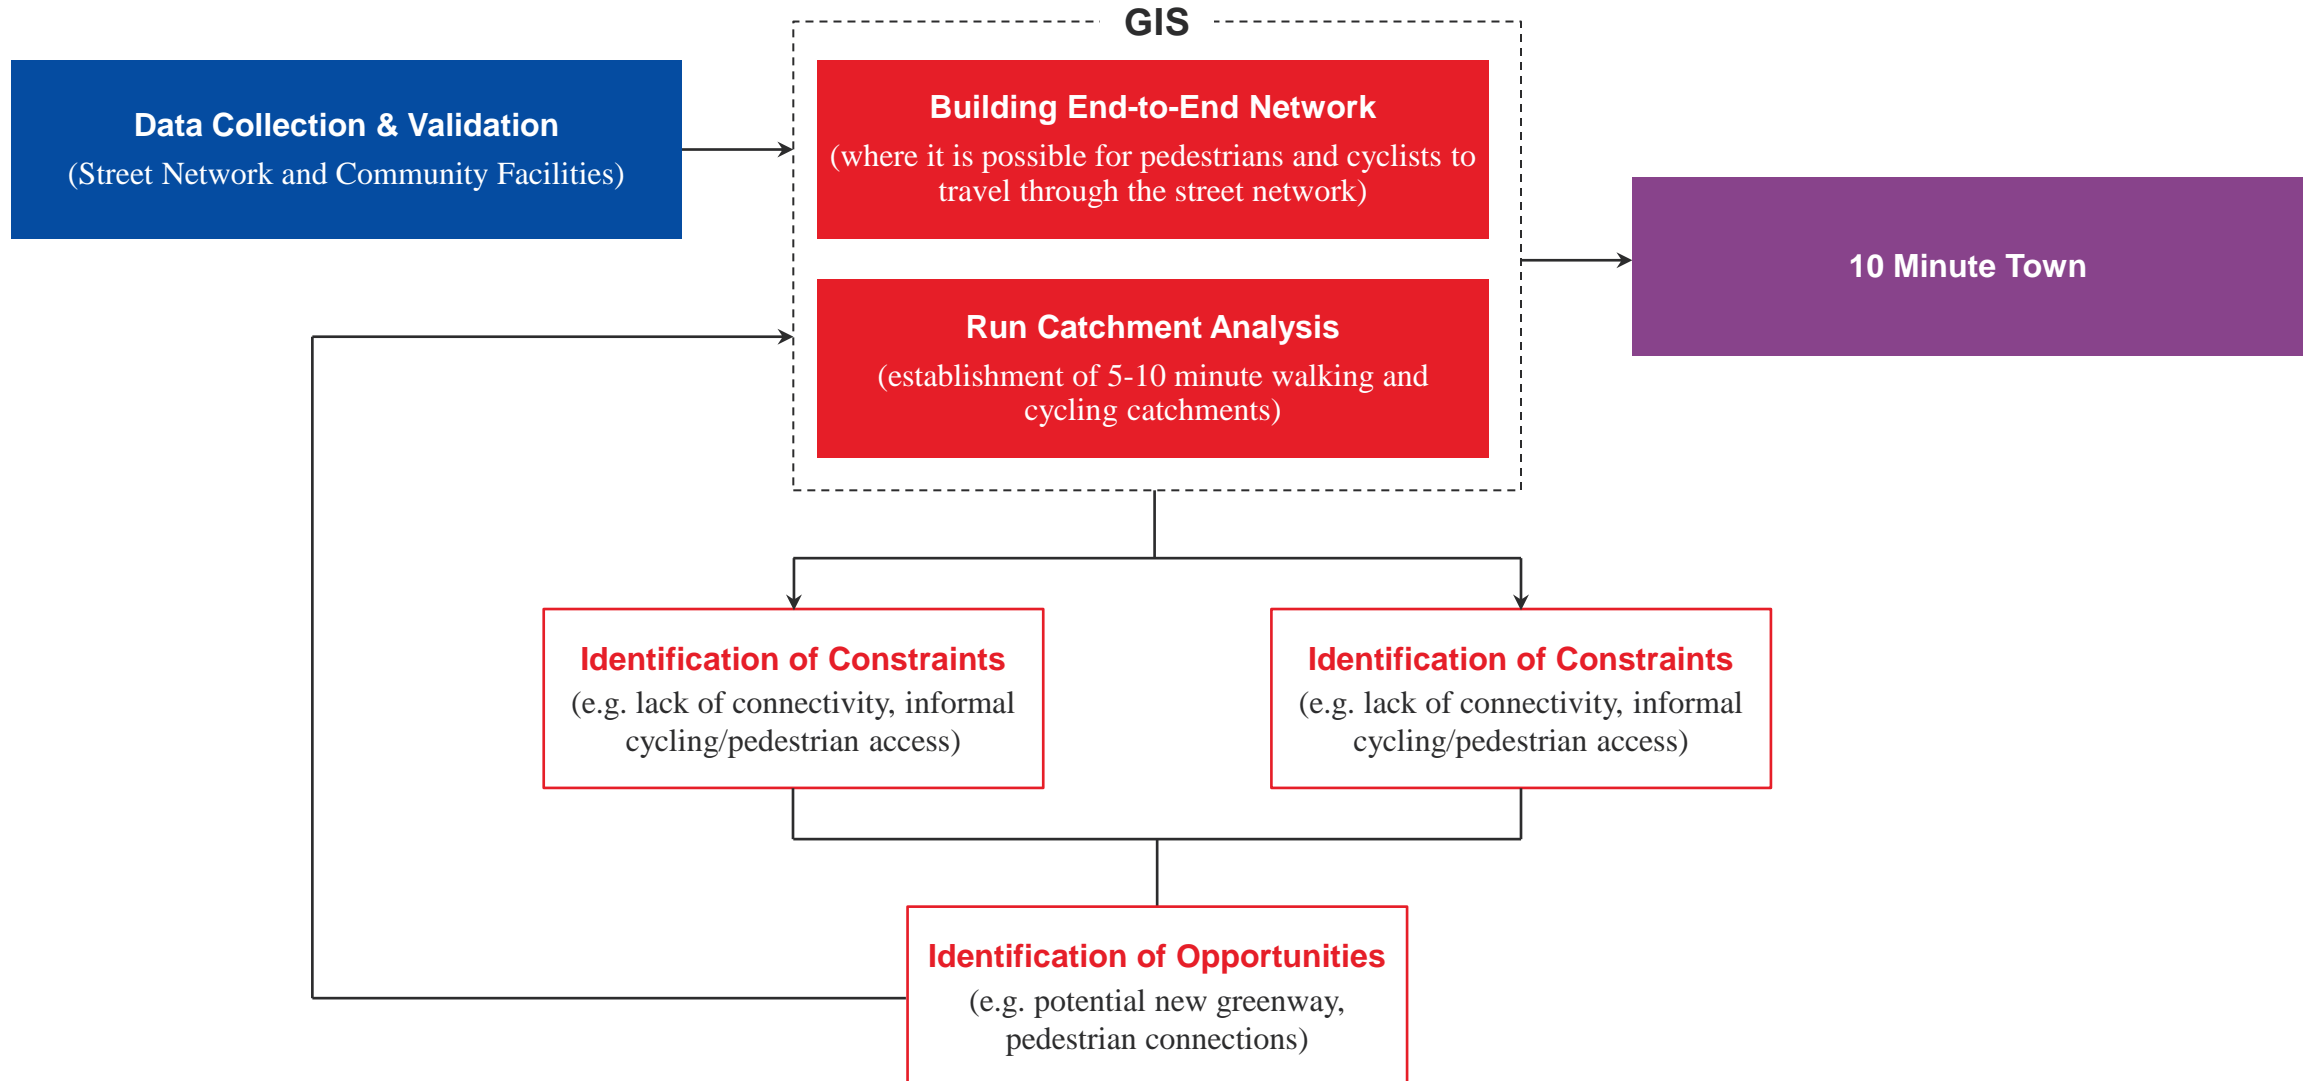 GIS
Data Collection & Validation
(Street Network and Community Facilities)
Building End-to-End Network
(where it is possible for pedestrians and cyclists to
travel through the street network)
Run Catchment Analysis
(establishment of 5-10 minute walking and
cycling catchments)
10 Minute Town
Identification of Constraints
(e.g. lack of connectivity, informal
cycling/pedestrian access)
Identification of Constraints
(e.g. lack of connectivity, informal
cycling/pedestrian access)
Identification of Opportunities
(e.g. potential new greenway,
pedestrian connections)